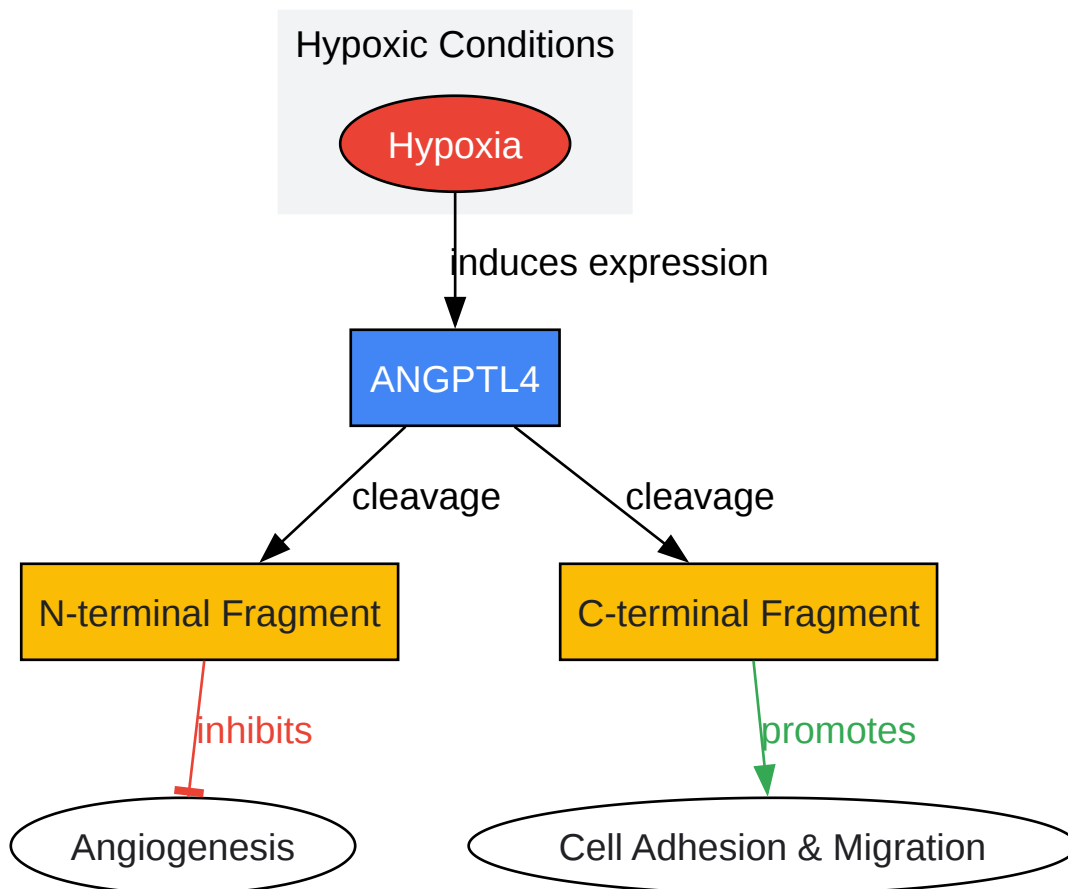 Hypoxic Conditions
Hypoxia
induces expression
ANGPTL4
cleavage
cleavage
N-terminal Fragment
C-terminal Fragment
inhibits
promotes
Angiogenesis
Cell Adhesion & Migration